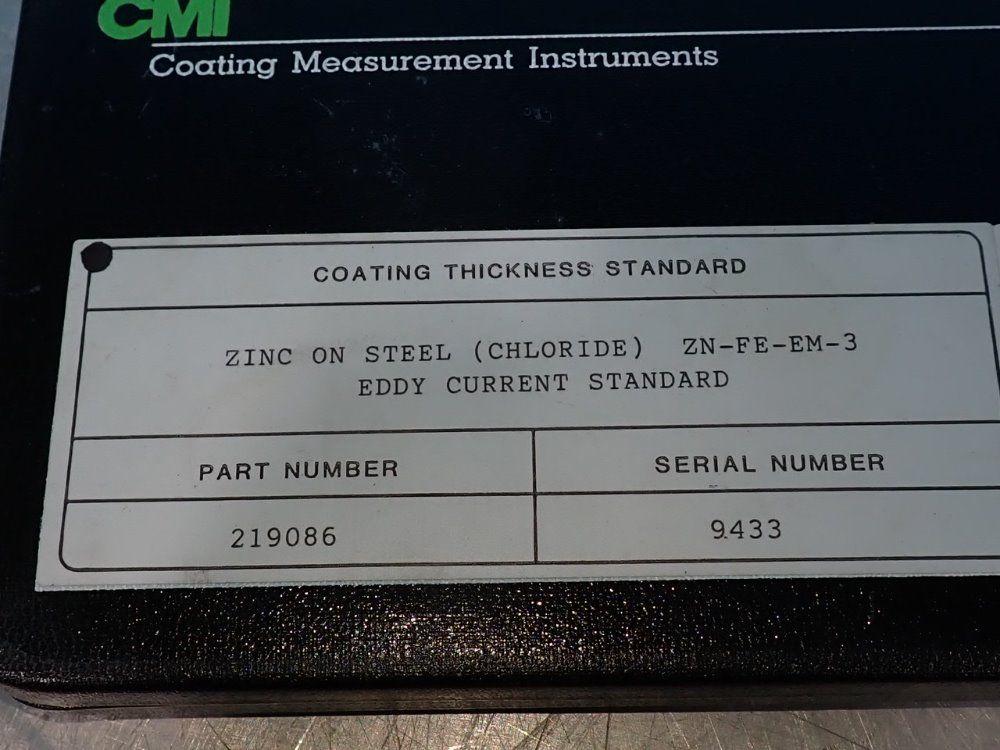 CMI
Coating Measurement Instruments
COATING THICKNESS STANDARD
ZINC ON STEEL (CHLORIDE) ZN-FE-EM-3
EDDY CURRENT STANDARD
PART NUMBER
SERIAL NUMBER
219086
9433